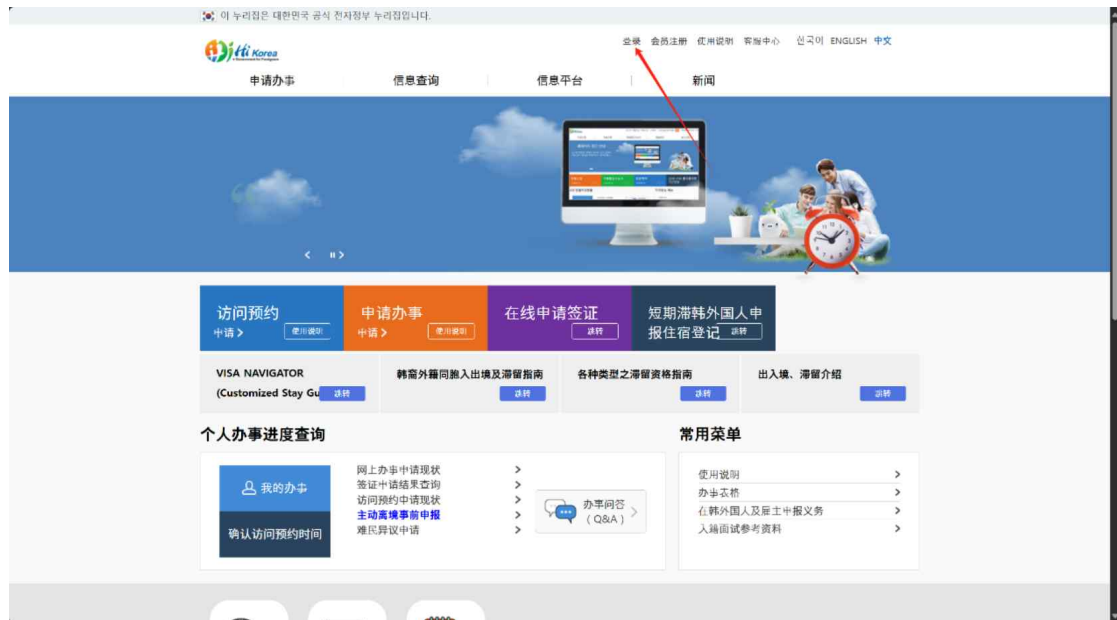 이 누리집은 대한민국 공식 전자정부 누리집입니다.
Hi Korea
登录 会员注册 使用说明 客服中心 한국어 ENGLISH 中文
申请办事 信息查询 信息平台 新闻
访问预约
申请 >
使用说明
申请办事
申请 >
使用说明
在线申请签证
跳转
短期滞韩外国人申
报住宿登记
跳转
VISA NAVIGATOR
(Customized Stay Gu
跳转
韩裔外籍同胞入出境及滞留指南
跳转
各种类型之滞留资格指南
跳转
出入境、滞留介绍
跳转
个人办事进度查询
我的办事
确认访问预约时间
网上办事申请现状
签证申请结果查询
访问预约申请现状
主动离境事前申报
难民异议申请
办事问答
( Q&A )
常用菜单
使用说明
办事表格
在韩外国人及雇主申报义务
入籍面试参考资料